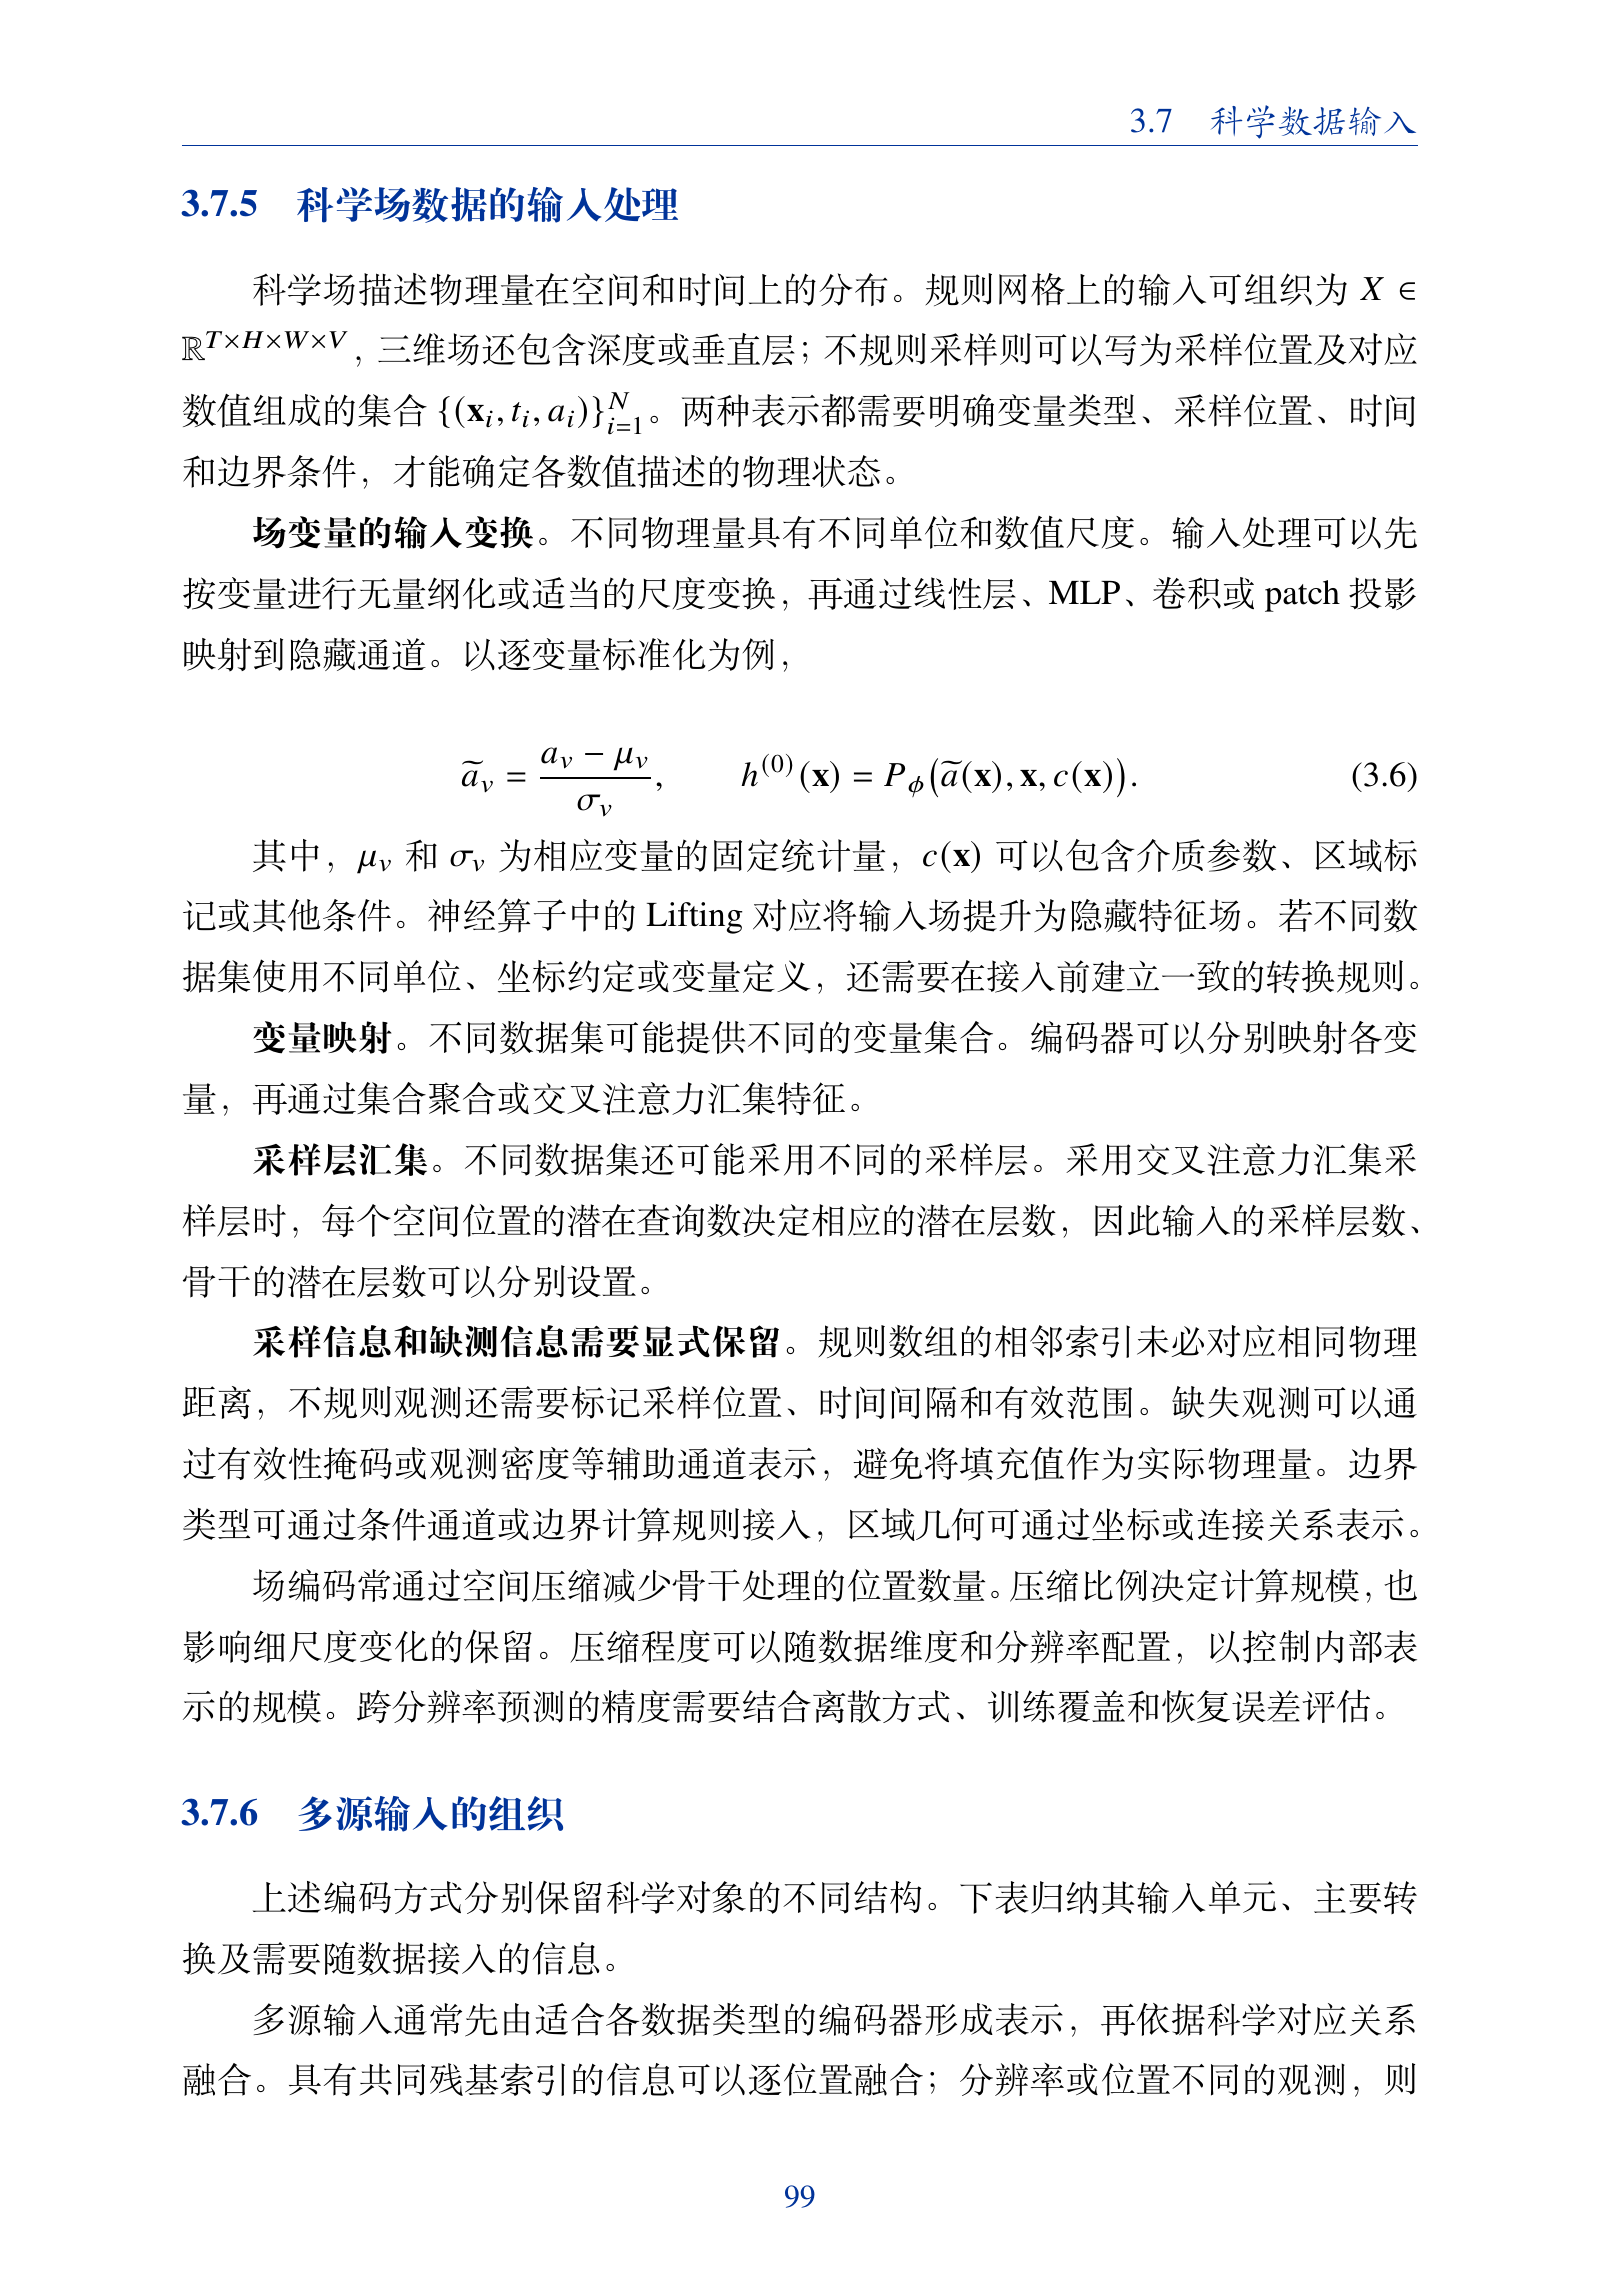 3.7 科学数据输入
3.7.5 科学场数据的输入处理
科学场描述物理量在空间和时间上的分布。规则网格上的输入可组织为 X ∈
ℝ^{T×H×W×V}，三维场还包含深度或垂直层；不规则采样则可以写为采样位置及对应
数值组成的集合 {(x_i, t_i, a_i)}_{i=1}^N。两种表示都需要明确变量类型、采样位置、时间
和边界条件，才能确定各数值描述的物理状态。
场变量的输入变换。不同物理量具有不同单位和数值尺度。输入处理可以先
按变量进行无量纲化或适当的尺度变换，再通过线性层、MLP、卷积或 patch 投影
映射到隐藏通道。以逐变量标准化为例，
ã_v = (a_v − μ_v)/σ_v, h^{(0)}(x) = P_ϕ(ã(x), x, c(x)). (3.6)
其中，μ_v 和 σ_v 为相应变量的固定统计量，c(x) 可以包含介质参数、区域标
记或其他条件。神经算子中的 Lifting 对应将输入场提升为隐藏特征场。若不同数
据集使用不同单位、坐标约定或变量定义，还需要在接入前建立一致的转换规则。
变量映射。不同数据集可能提供不同的变量集合。编码器可以分别映射各变
量，再通过集合聚合或交叉注意力汇集特征。
采样层汇集。不同数据集还可能采用不同的采样层。采用交叉注意力汇集采
样层时，每个空间位置的潜在查询数决定相应的潜在层数，因此输入的采样层数、
骨干的潜在层数可以分别设置。
采样信息和缺测信息需要显式保留。规则数组的相邻索引未必对应相同物理
距离，不规则观测还需要标记采样位置、时间间隔和有效范围。缺失观测可以通
过有效性掩码或观测密度等辅助通道表示，避免将填充值作为实际物理量。边界
类型可通过条件通道或边界计算规则接入，区域几何可通过坐标或连接关系表示。
场编码常通过空间压缩减少骨干处理的位置数量。压缩比例决定计算规模，也
影响细尺度变化的保留。压缩程度可以随数据维度和分辨率配置，以控制内部表
示的规模。跨分辨率预测的精度需要结合离散方式、训练覆盖和恢复误差评估。
3.7.6 多源输入的组织
上述编码方式分别保留科学对象的不同结构。下表归纳其输入单元、主要转
换及需要随数据接入的信息。
多源输入通常先由适合各数据类型的编码器形成表示，再依据科学对应关系
融合。具有共同残基索引的信息可以逐位置融合；分辨率或位置不同的观测，则
99